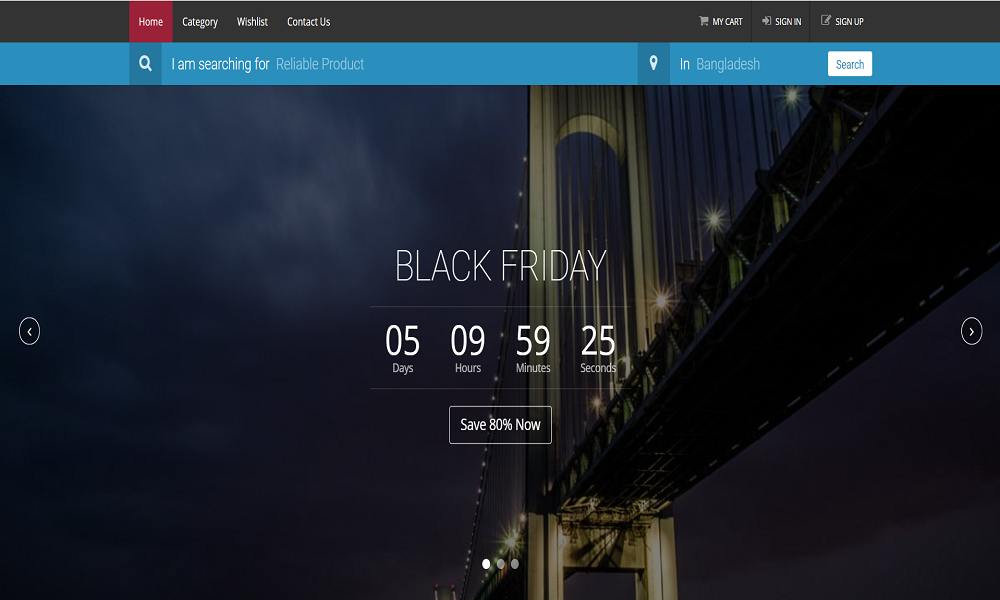 Home Category Wishlist Contact Us MY CART SIGN IN SIGN UP
I am searching for Reliable Product In Bangladesh Search
BLACK FRIDAY
05 09 59 25
Days Hours Minutes Seconds
Save 80% Now